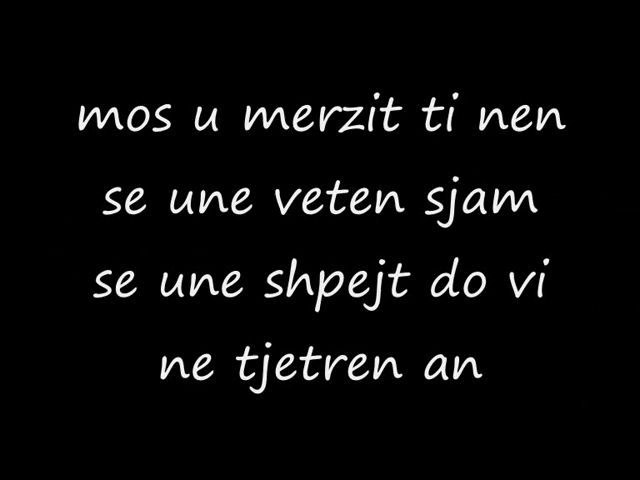 mos u merzit ti nen
se une veten sjam
se une shpejt do vi
ne tjetren an